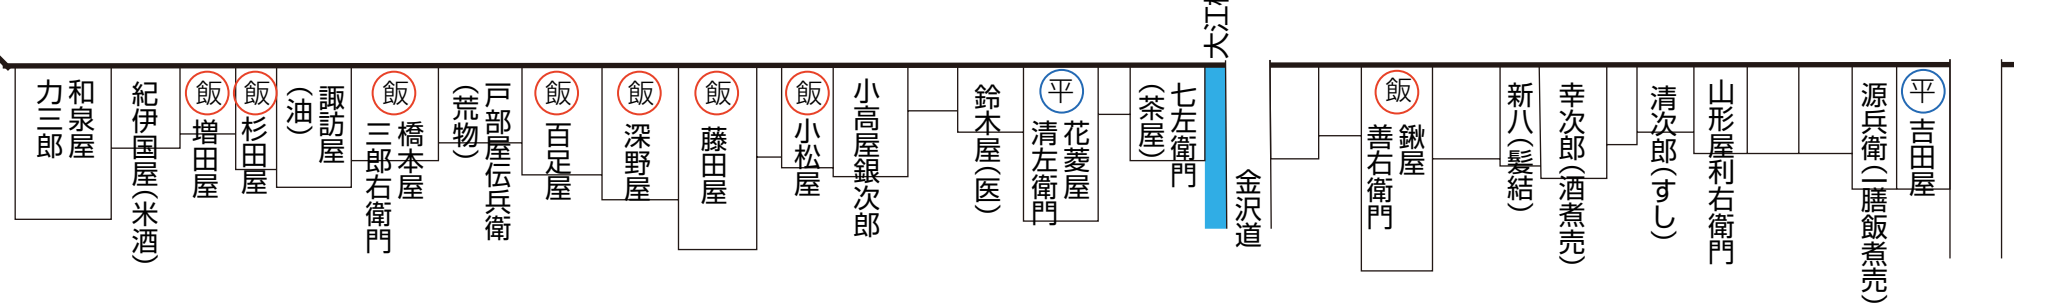 和泉屋
力三郎
紀伊国屋（米酒）
飯
増田屋
飯
杉田屋
諏訪屋
（油）
飯
橋本屋
三郎右衛門
戸部屋伝兵衛
（荒物）
飯
百足屋
飯
深野屋
飯
藤田屋
飯
小松屋
小高屋銀次郎
鈴木屋（医）
平
花菱屋
清左衛門
七左衛門
（茶屋）
大江
金沢道
飯
鍬屋
善右衛門
新八（髪結）
幸次郎（酒煮売）
清次郎（すし）
山形屋利右衛門
源兵衛（一膳飯煮売）
平
吉田屋